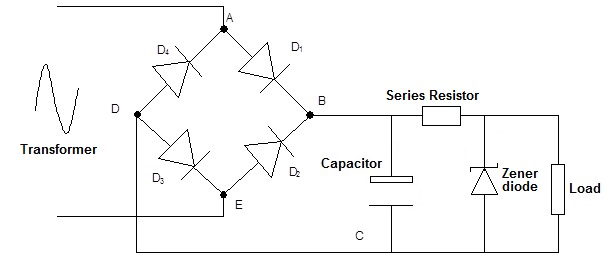 A
D₄
D₁
D
B
Series Resistor
Transformer
Capacitor
Zener
diode
Load
D₃
D₂
E
C